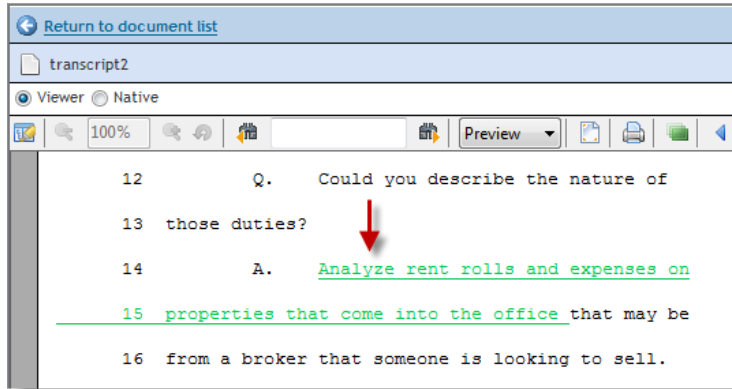 Return to document list
transcript2
Viewer Native
100% Preview
12 Q. Could you describe the nature of
13 those duties?
14 A. Analyze rent rolls and expenses on
15 properties that come into the office that may be
16 from a broker that someone is looking to sell.